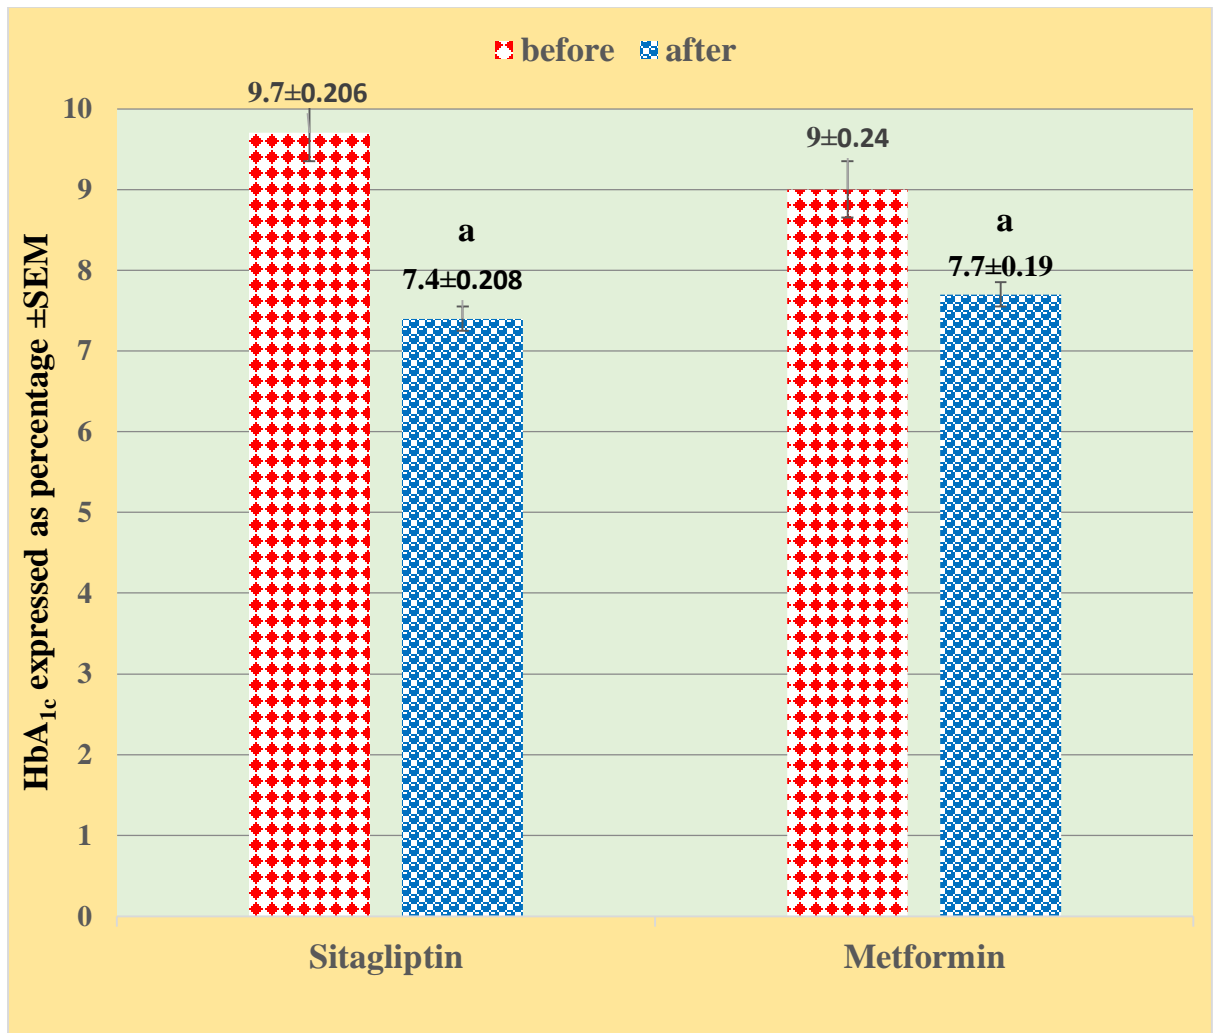 before after
9.7±0.206
10
9±0.24
9
a
a
7.7±0.19
8
7.4±0.208
7
6
5
4
3
2
1
0
HbA1c expressed as percentage ±SEM
Sitagliptin
Metformin